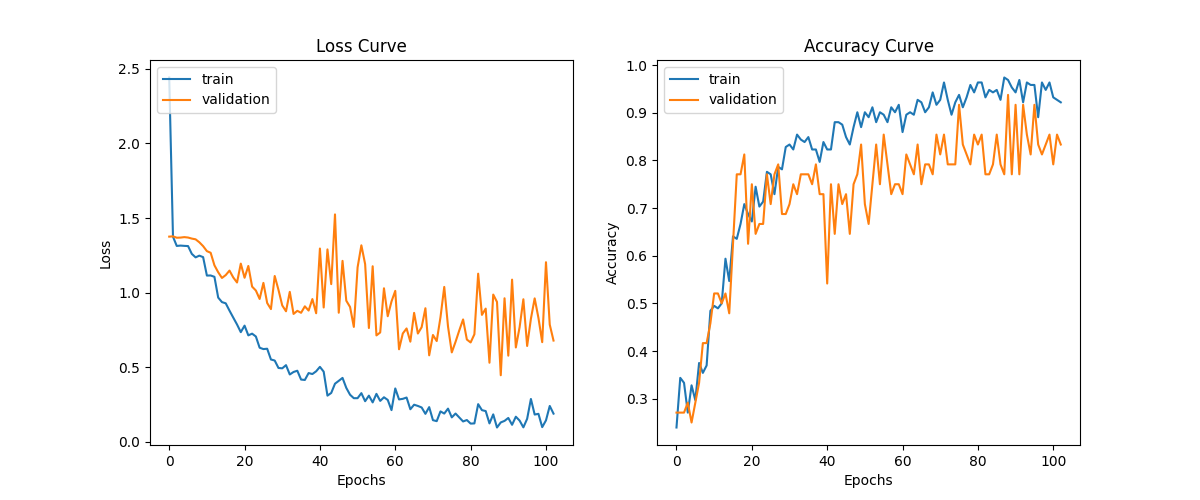 Loss Curve
train
validation
2.5
2.0
1.5
1.0
0.5
0.0
Loss
0 20 40 60 80 100
Epochs
Accuracy Curve
train
validation
1.0
0.9
0.8
0.7
0.6
0.5
0.4
0.3
Accuracy
0 20 40 60 80 100
Epochs